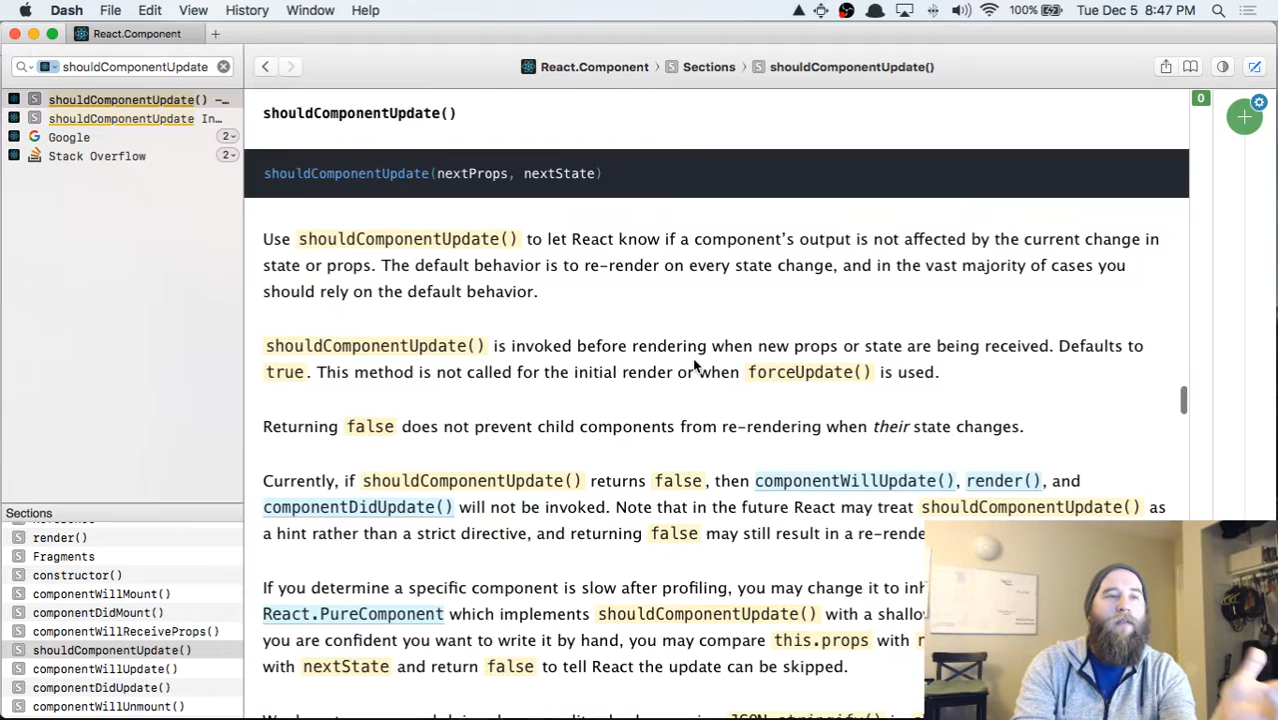 Dash File Edit View History Window Help 100% Tue Dec 5 8:47 PM
React.Component
shouldComponentUpdate
React.Component Sections shouldComponentUpdate()
shouldComponentUpdate() —…
shouldComponentUpdate In…
Google 2
Stack Overflow 2
0
shouldComponentUpdate()
shouldComponentUpdate(nextProps, nextState)
Use shouldComponentUpdate() to let React know if a component's output is not affected by the current change in
state or props. The default behavior is to re-render on every state change, and in the vast majority of cases you
should rely on the default behavior.
shouldComponentUpdate() is invoked before rendering when new props or state are being received. Defaults to
true. This method is not called for the initial render or when forceUpdate() is used.
Returning false does not prevent child components from re-rendering when their state changes.
Currently, if shouldComponentUpdate() returns false, then componentWillUpdate(), render(), and
componentDidUpdate() will not be invoked. Note that in the future React may treat shouldComponentUpdate() as
a hint rather than a strict directive, and returning false may still result in a re-rende
If you determine a specific component is slow after profiling, you may change it to inh
React.PureComponent which implements shouldComponentUpdate() with a shallo
you are confident you want to write it by hand, you may compare this.props with n
with nextState and return false to tell React the update can be skipped.
Sections
render()
Fragments
constructor()
componentWillMount()
componentDidMount()
componentWillReceiveProps()
shouldComponentUpdate()
componentWillUpdate()
componentDidUpdate()
componentWillUnmount()